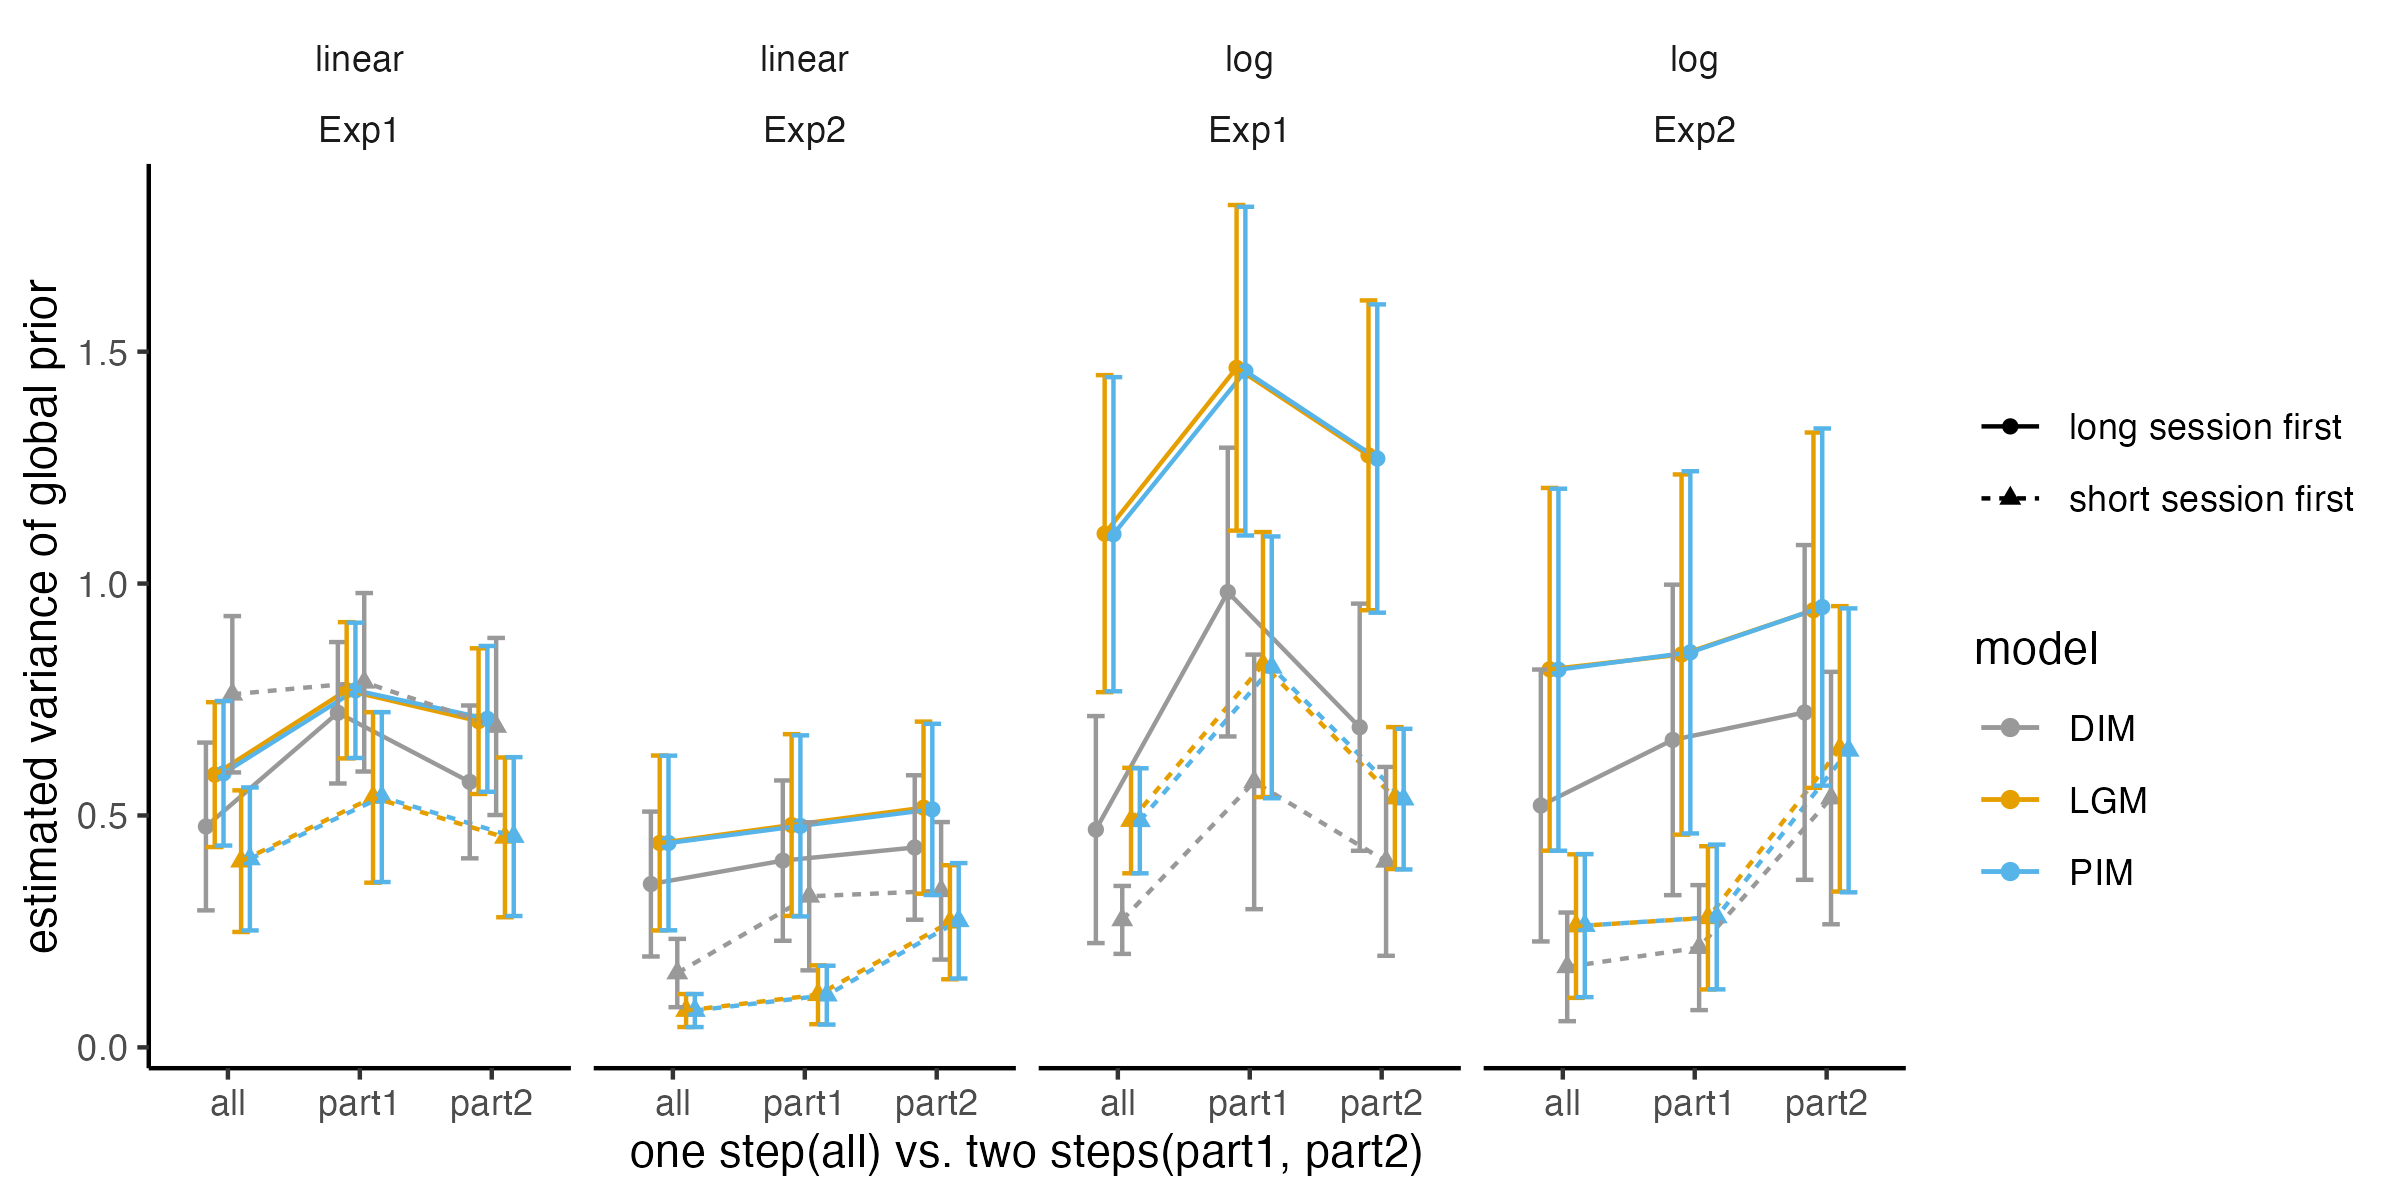 linear linear log log
Exp1 Exp2 Exp1 Exp2
estimated variance of global prior
1.5
1.0
0.5
0.0
all part1 part2 all part1 part2 all part1 part2 all part1 part2
one step(all) vs. two steps(part1, part2)
long session first
short session first
model
DIM
LGM
PIM